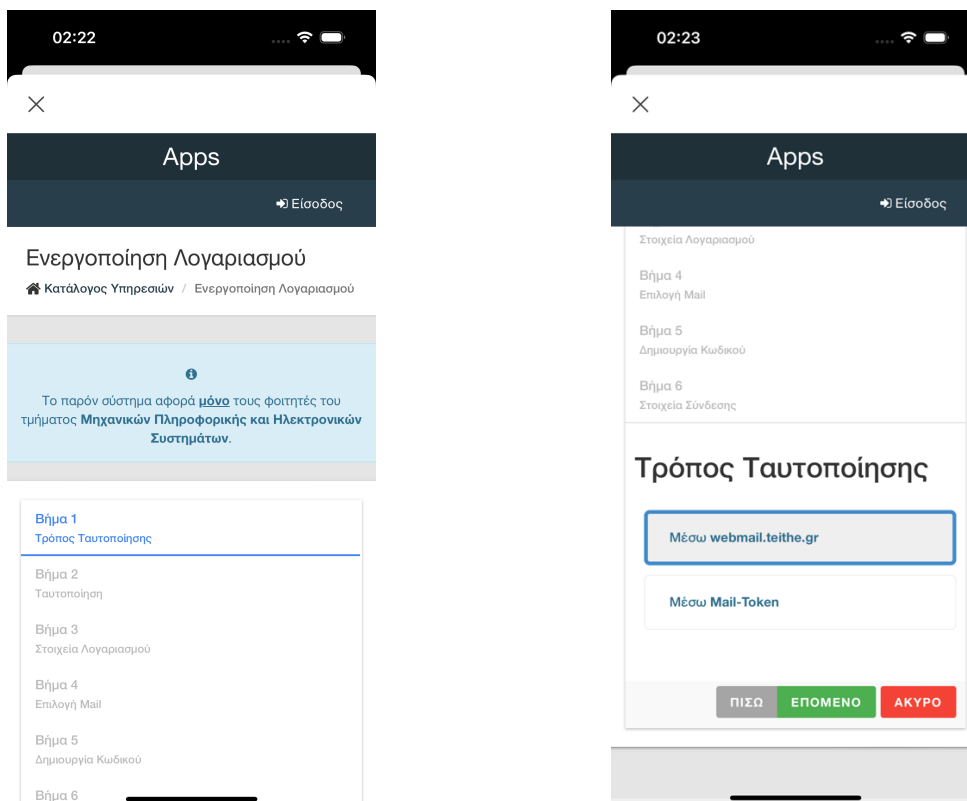 02:22
Apps
Είσοδος
Ενεργοποίηση Λογαριασμού
Κατάλογος Υπηρεσιών / Ενεργοποίηση Λογαριασμού
Το παρόν σύστημα αφορά μόνο τους φοιτητές του
τμήματος Μηχανικών Πληροφορικής και Ηλεκτρονικών
Συστημάτων.
Βήμα 1
Τρόπος Ταυτοποίησης
Βήμα 2
Ταυτοποίηση
Βήμα 3
Στοιχεία Λογαριασμού
Βήμα 4
Επιλογή Mail
Βήμα 5
Δημιουργία Κωδικού
Βήμα 6
02:23
Apps
Είσοδος
Στοιχεία Λογαριασμού
Βήμα 4
Επιλογή Mail
Βήμα 5
Δημιουργία Κωδικού
Βήμα 6
Στοιχεία Σύνδεσης
Τρόπος Ταυτοποίησης
Μέσω webmail.teithe.gr
Μέσω Mail-Token
ΠΙΣΩ ΕΠΟΜΕΝΟ ΑΚΥΡΟ